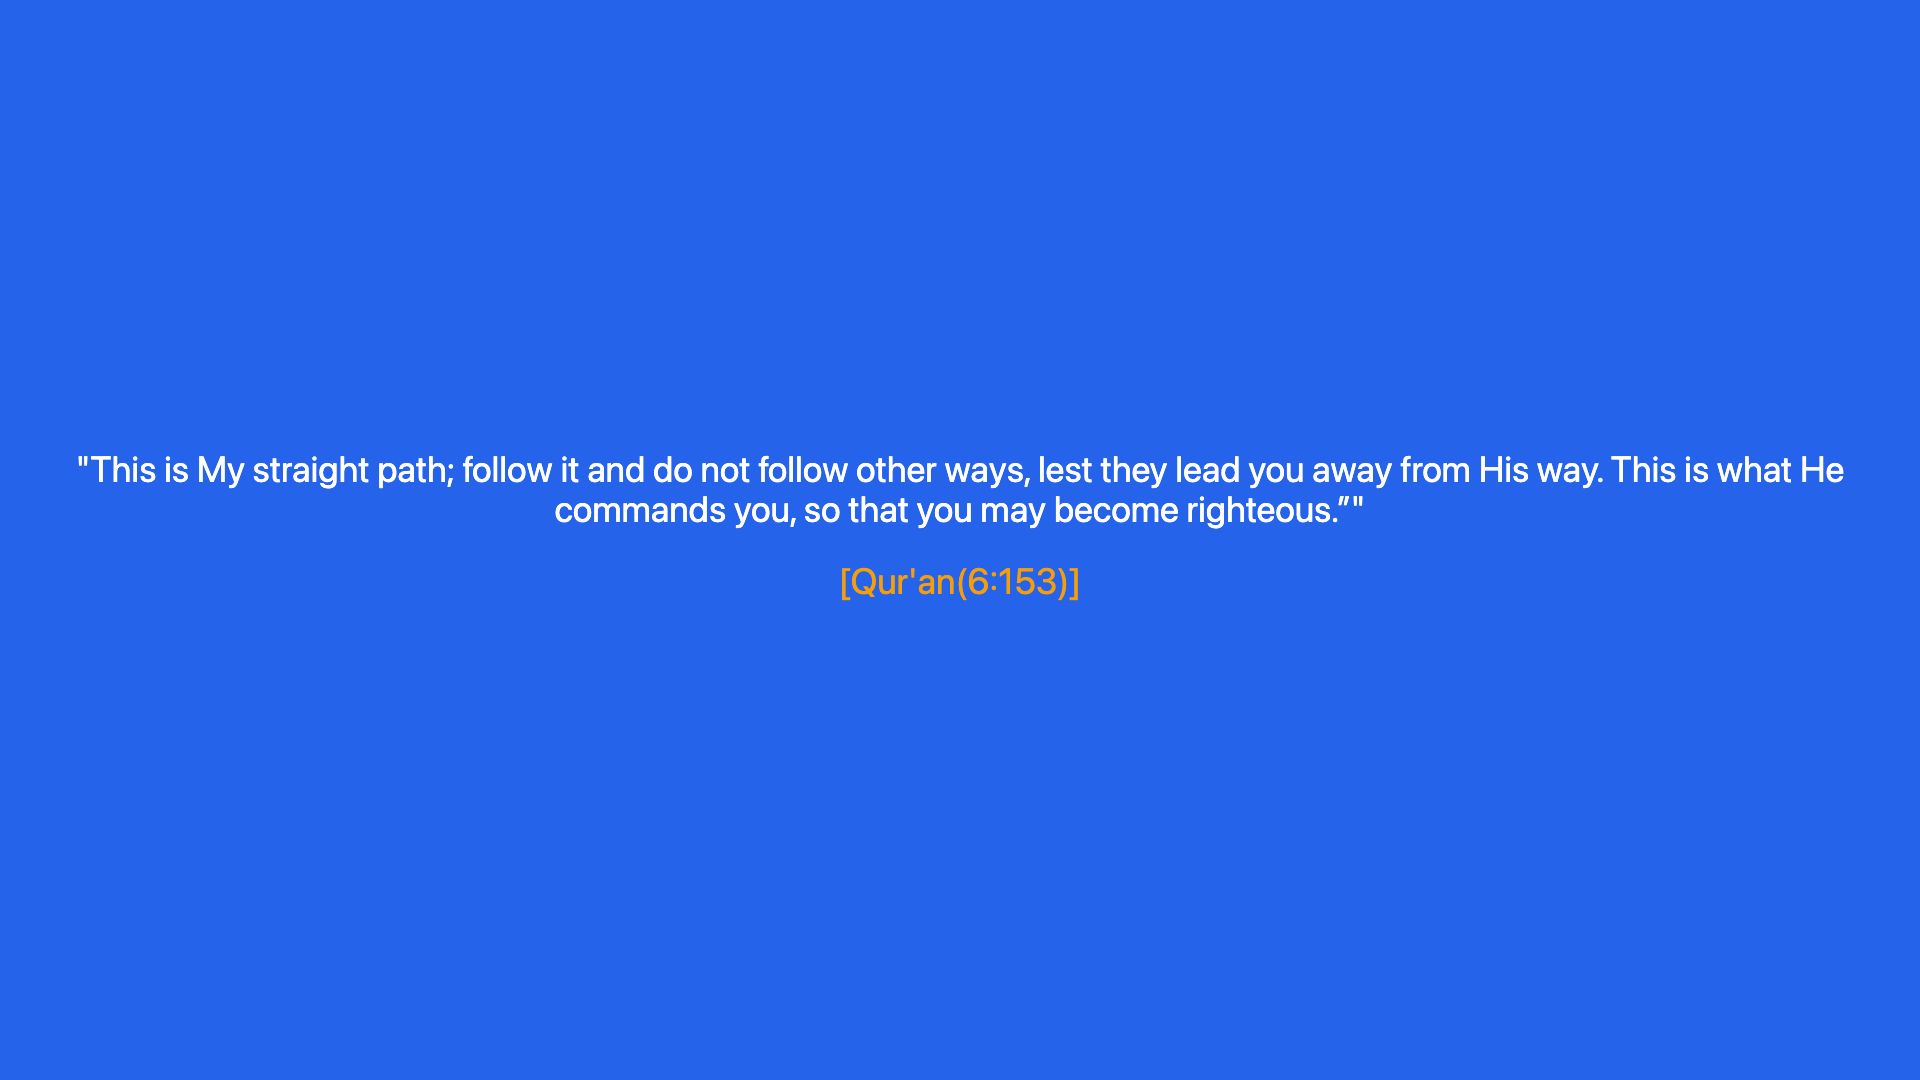 "This is My straight path; follow it and do not follow other ways, lest they lead you away from His way. This is what He
commands you, so that you may become righteous.”"
[Qur'an(6:153)]